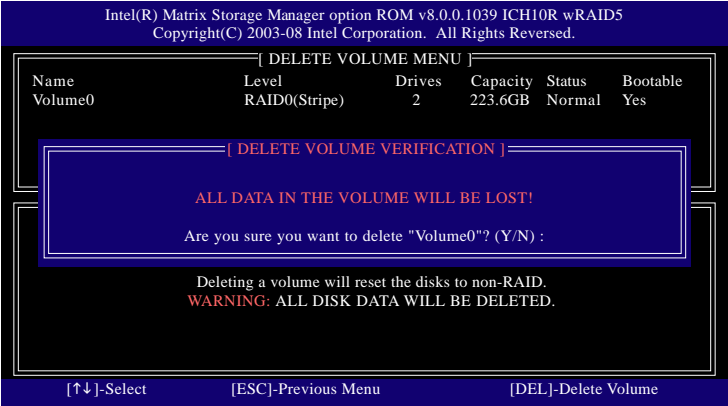 Intel(R) Matrix Storage Manager option ROM v8.0.0.1039 ICH10R wRAID5
Copyright(C) 2003-08 Intel Corporation. All Rights Reversed.
[ DELETE VOLUME MENU ]
Name Level Drives Capacity Status Bootable
Volume0 RAID0(Stripe) 2 223.6GB Normal Yes
[ DELETE VOLUME VERIFICATION ]
ALL DATA IN THE VOLUME WILL BE LOST!
Are you sure you want to delete "Volume0"? (Y/N) :
Deleting a volume will reset the disks to non-RAID.
WARNING: ALL DISK DATA WILL BE DELETED.
[↑↓]-Select [ESC]-Previous Menu [DEL]-Delete Volume